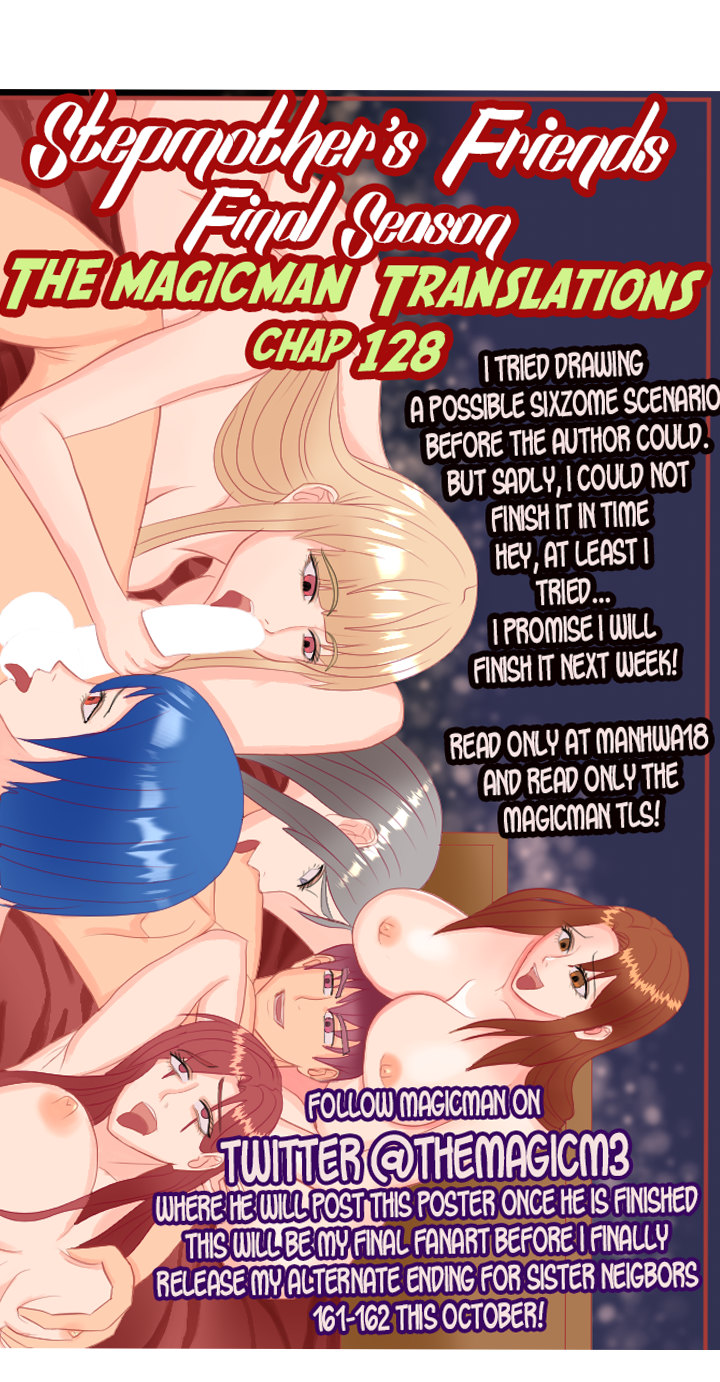 Stepmother's Friends
Final Season
THE MAGICMAN TRANSLATIONS
CHAP 128
I TRIED DRAWING
A POSSIBLE SIXZOME SCENARIO
BEFORE THE AUTHOR COULD.
BUT SADLY, I COULD NOT
FINISH IT IN TIME
HEY, AT LEAST I
TRIED...
I PROMISE I WILL
FINISH IT NEXT WEEK!
READ ONLY AT MANHWA18
AND READ ONLY THE
MAGICMAN TLS!
FOLLOW MAGICMAN ON
TWITTER @THEMAGICM3
WHERE HE WILL POST THIS POSTER ONCE HE IS FINISHED
THIS WILL BE MY FINAL FANART BEFORE I FINALLY
RELEASE MY ALTERNATE ENDING FOR SISTER NEIGBORS
161-162 THIS OCTOBER!